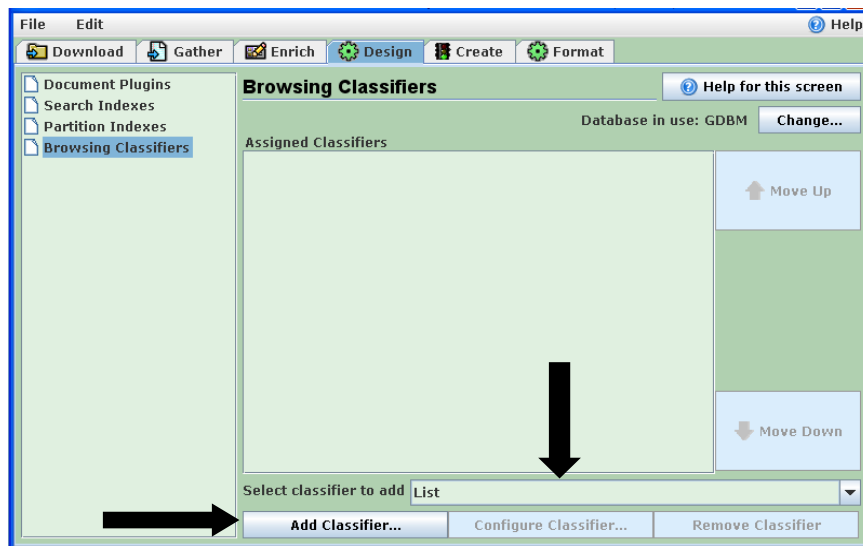 File Edit Help
Download Gather Enrich Design Create Format
Document Plugins
Search Indexes
Partition Indexes
Browsing Classifiers
Browsing Classifiers Help for this screen
Database in use: GDBM Change...
Assigned Classifiers
Move Up
Move Down
Select classifier to add List
Add Classifier... Configure Classifier... Remove Classifier